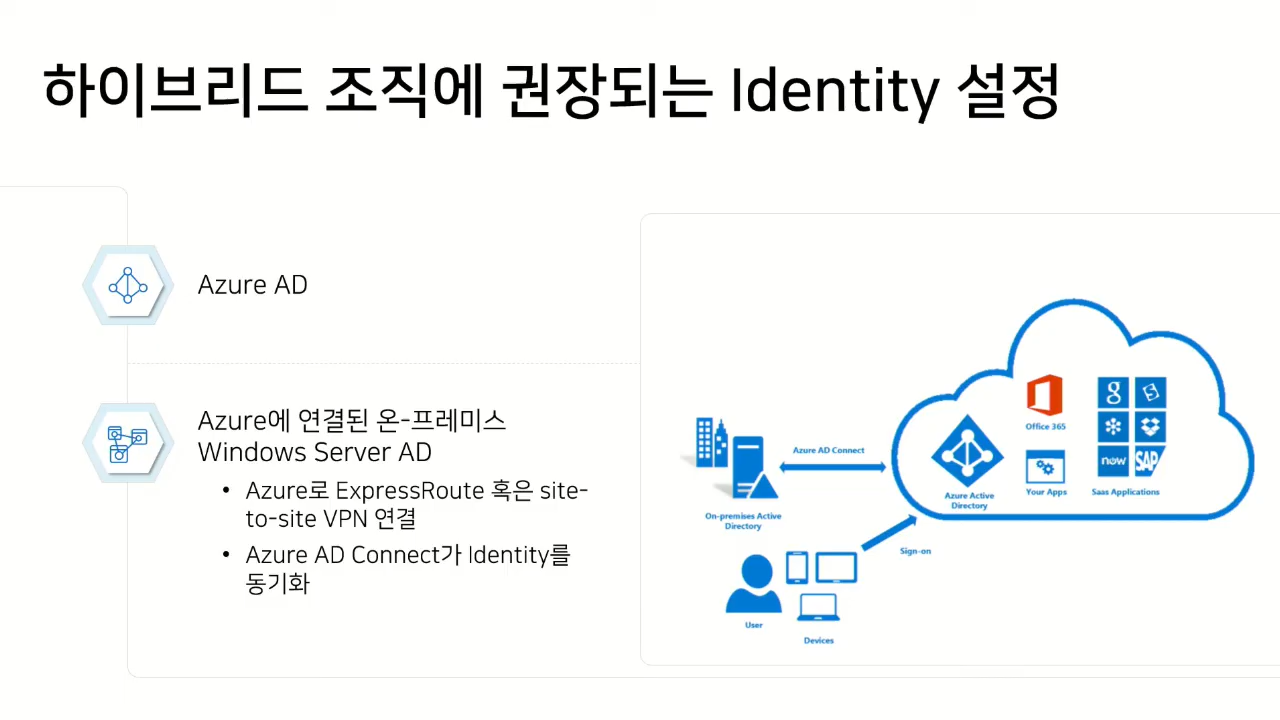 하이브리드 조직에 권장되는 Identity 설정
Azure AD
Azure에 연결된 온-프레미스
Windows Server AD
• Azure로 ExpressRoute 혹은 site-
to-site VPN 연결
• Azure AD Connect가 Identity를
동기화
On-premises Active
Directory
Azure AD Connect
Azure Active
Directory
Office 365
Your Apps
g
now
SAP
Saas Applications
Sign-on
User
Devices